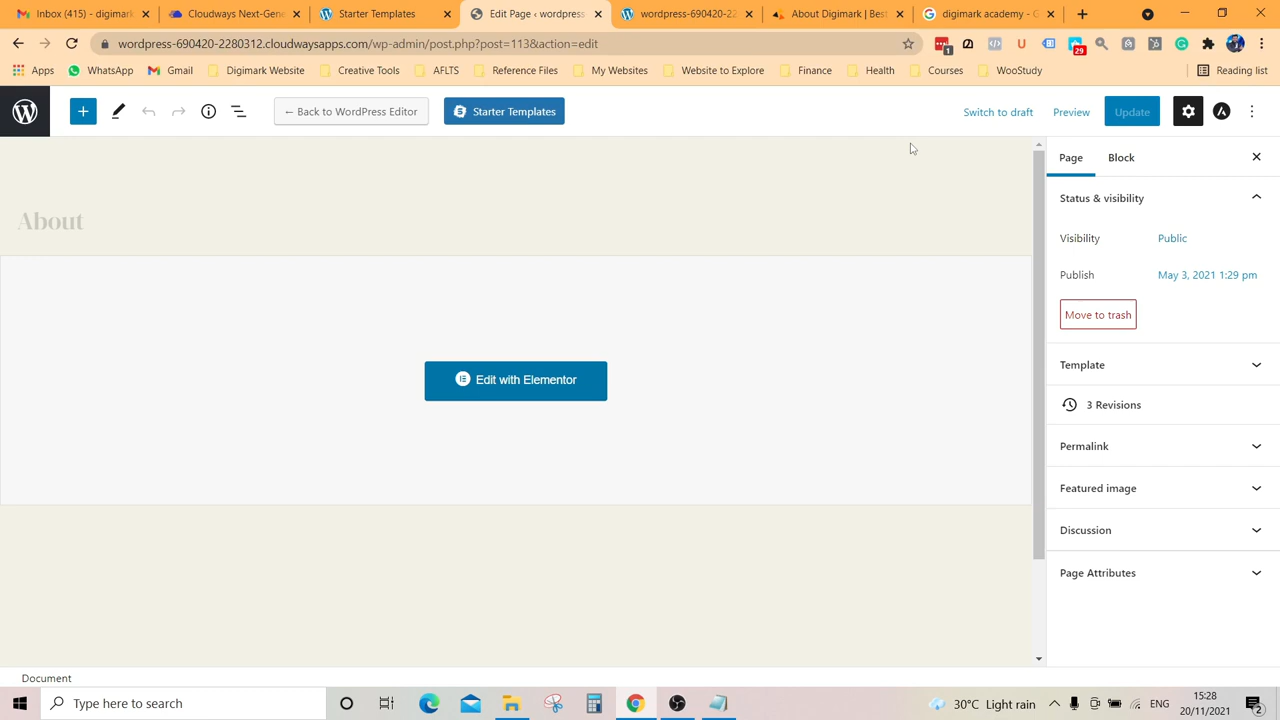 Inbox (415) - digimark
Cloudways Next-Gene
Starter Templates
Edit Page ‹ wordpress
wordpress-690420-22
About Digimark | Best
digimark academy - G
wordpress-690420-2280512.cloudwaysapps.com/wp-admin/post.php?post=113&action=edit
1
29
Apps
WhatsApp
Gmail
Digimark Website
Creative Tools
AFLTS
Reference Files
My Websites
Website to Explore
Finance
Health
Courses
WooStudy
Reading list
← Back to WordPress Editor
Starter Templates
Switch to draft
Preview
Update
Page
Block
About
Status & visibility
Visibility
Public
Publish
May 3, 2021 1:29 pm
Move to trash
Edit with Elementor
Template
3 Revisions
Permalink
Featured image
Discussion
Page Attributes
Document
Type here to search
30°C Light rain
ENG
15:28
20/11/2021
2